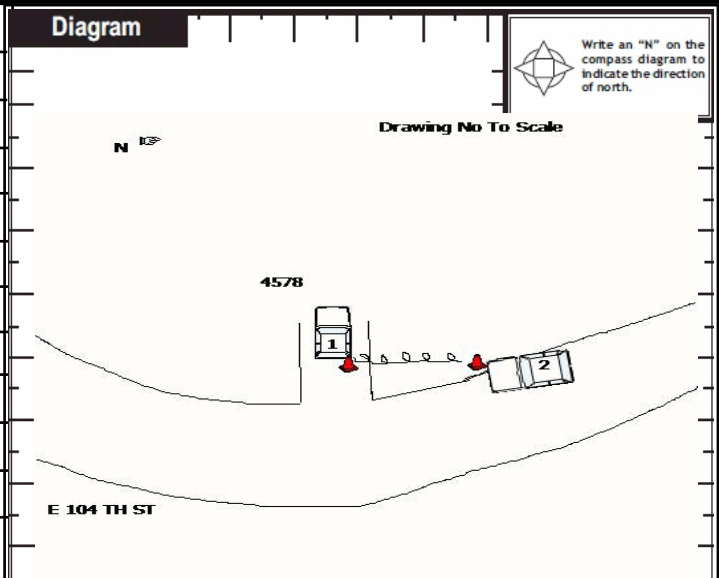 Diagram
Write an “N” on the
compass diagram to
indicate the direction
of north.
Drawing No To Scale
N
4578
1
2
E 104 TH ST